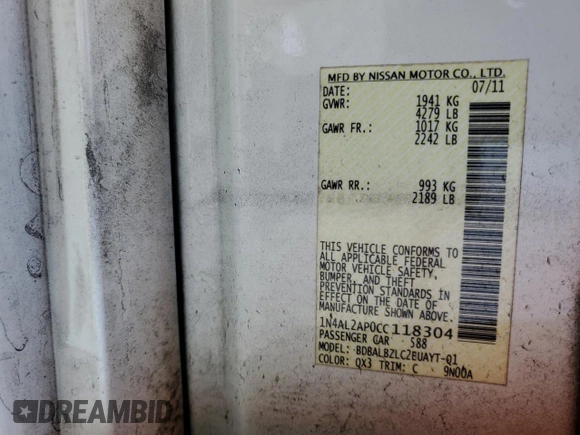 MFD BY NISSAN MOTOR CO., LTD.
DATE: 07/11
GVWR: 1941 KG
4279 LB
GAWR FR.: 1017 KG
2242 LB
GAWR RR.: 993 KG
2189 LB
THIS VEHICLE CONFORMS TO
ALL APPLICABLE FEDERAL
MOTOR VEHICLE SAFETY,
BUMPER, AND THEFT
PREVENTION STANDARDS IN
EFFECT ON THE DATE OF
MANUFACTURE SHOWN ABOVE.
1N4AL2AP0CC118304
PASSENGER CAR 588
MODEL: BDBALBZLC2EUAYT-Q1
COLOR: QX3 TRIM: C 9N00A
DREAMBID